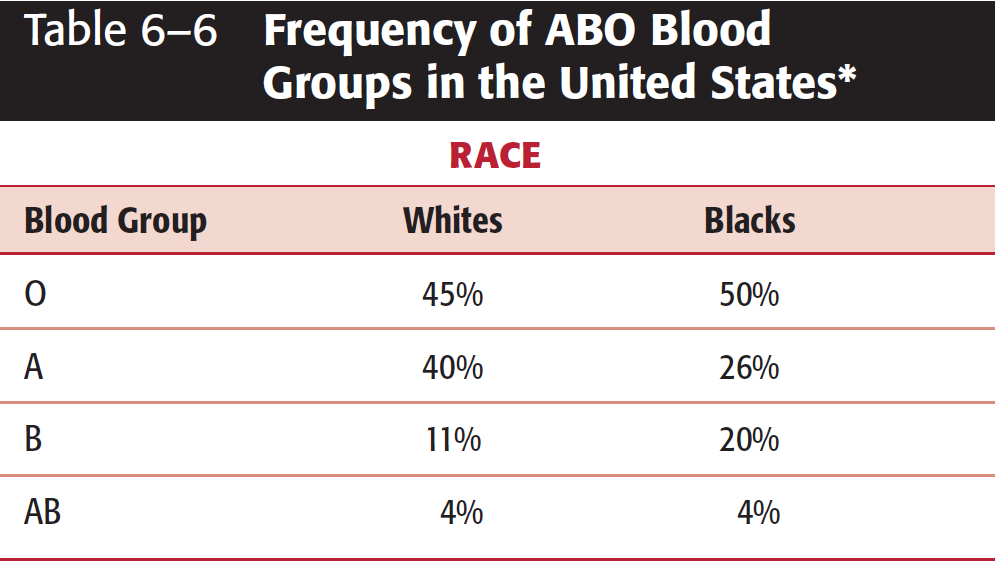 Table 6–6 Frequency of ABO Blood
Groups in the United States*
RACE
Blood Group Whites Blacks
O 45% 50%
A 40% 26%
B 11% 20%
AB 4% 4%